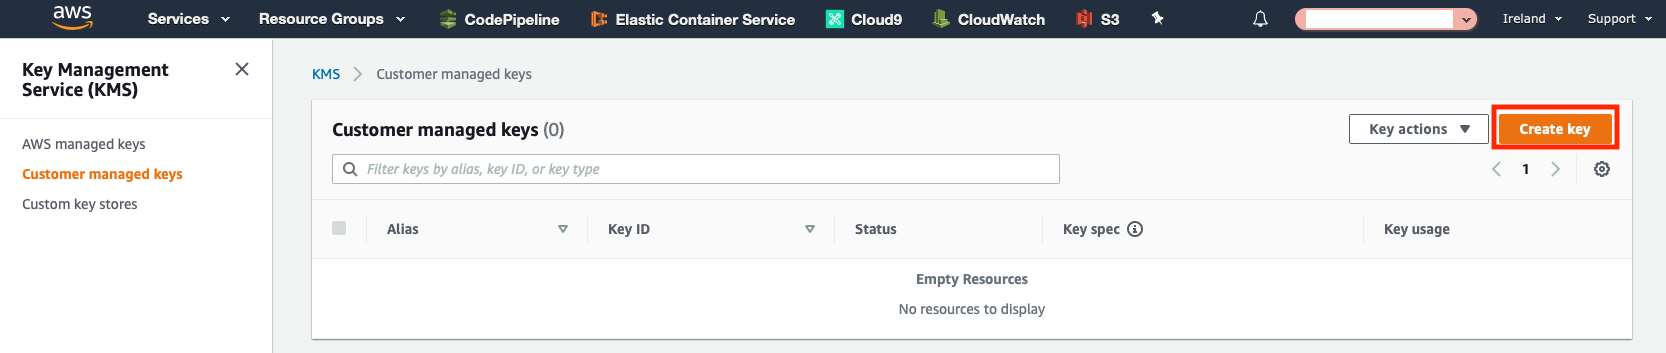 aws Services Resource Groups CodePipeline Elastic Container Service Cloud9 CloudWatch S3 Ireland Support
Key Management
Service (KMS)
AWS managed keys
Customer managed keys
Custom key stores
KMS Customer managed keys
Customer managed keys (0)
Key actions Create key
Filter keys by alias, key ID, or key type
1
Alias Key ID Status Key spec Key usage
Empty Resources
No resources to display